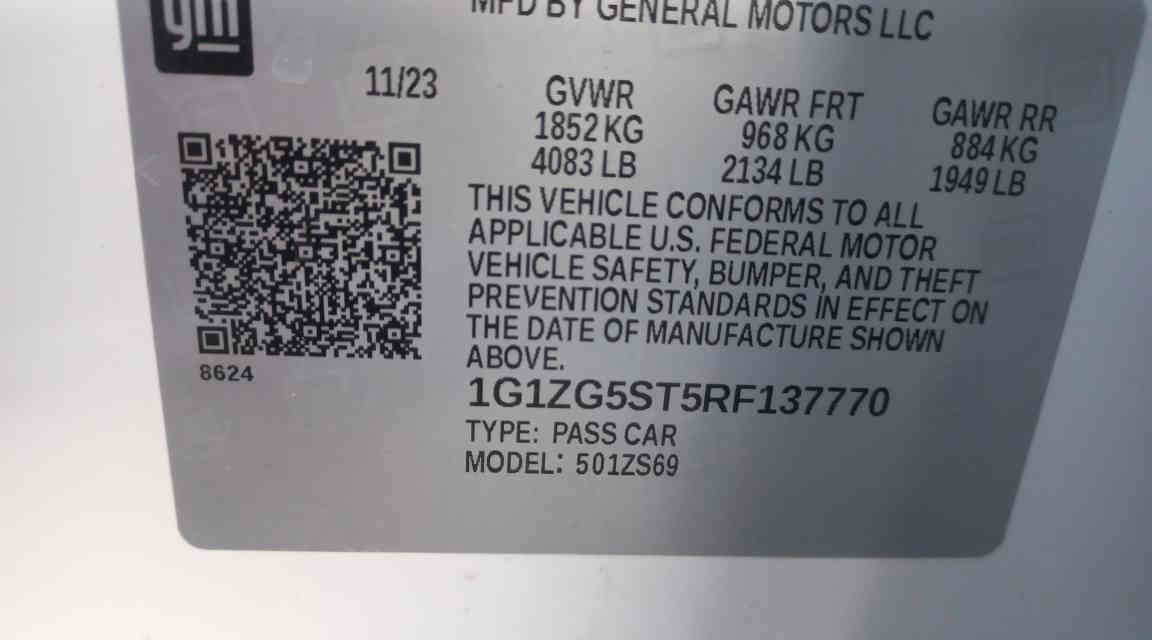 gm
MFD BY GENERAL MOTORS LLC
11/23 GVWR GAWR FRT GAWR RR
1852 KG 968 KG 884 KG
4083 LB 2134 LB 1949 LB
THIS VEHICLE CONFORMS TO ALL
APPLICABLE U.S. FEDERAL MOTOR
VEHICLE SAFETY, BUMPER, AND THEFT
PREVENTION STANDARDS IN EFFECT ON
THE DATE OF MANUFACTURE SHOWN
ABOVE.
8624
1G1ZG5ST5RF137770
TYPE: PASS CAR
MODEL: 501ZS69